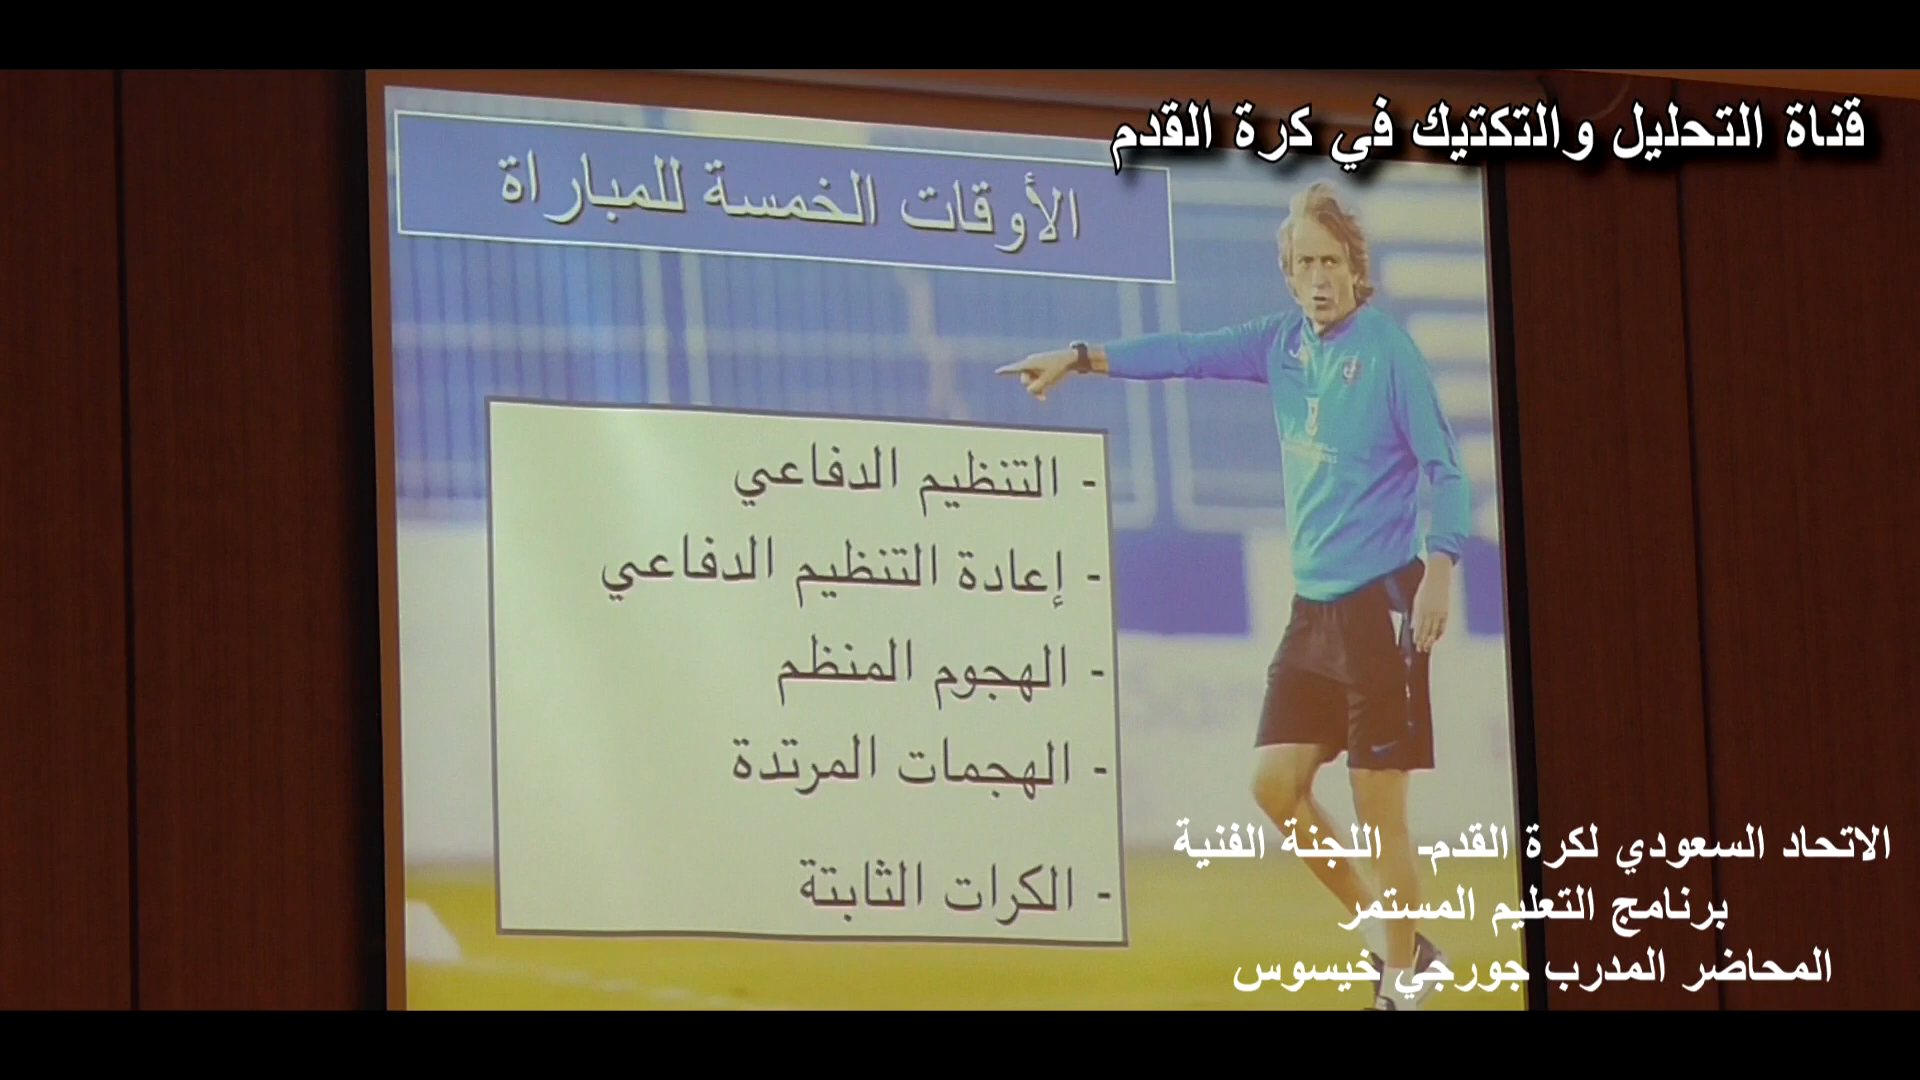 قناة التحليل والتكتيك في كرة القدم
الأوقات الخمسة للمباراة
- التنظيم الدفاعي
- إعادة التنظيم الدفاعي
- الهجوم المنظم
- الهجمات المرتدة
- الكرات الثابتة
الاتحاد السعودي لكرة القدم- اللجنة الفنية
برنامج التعليم المستمر
المحاضر المدرب جورجي خيسوس